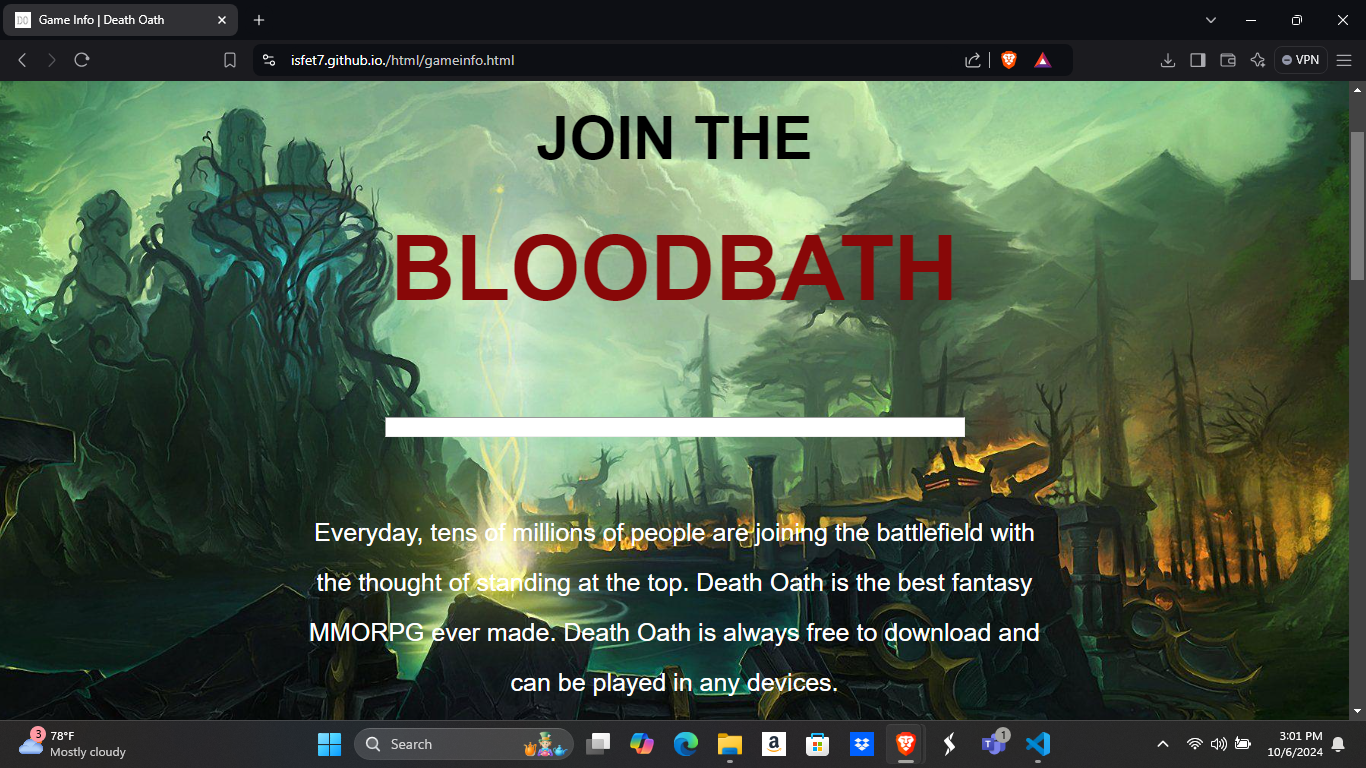 Game Info | Death Oath
isfet7.github.io./html/gameinfo.html
VPN
JOIN THE
BLOODBATH
Everyday, tens of millions of people are joining the battlefield with
the thought of standing at the top. Death Oath is the best fantasy
MMORPG ever made. Death Oath is always free to download and
can be played in any devices.
3
78°F
Mostly cloudy
Search
1
3:01 PM
10/6/2024